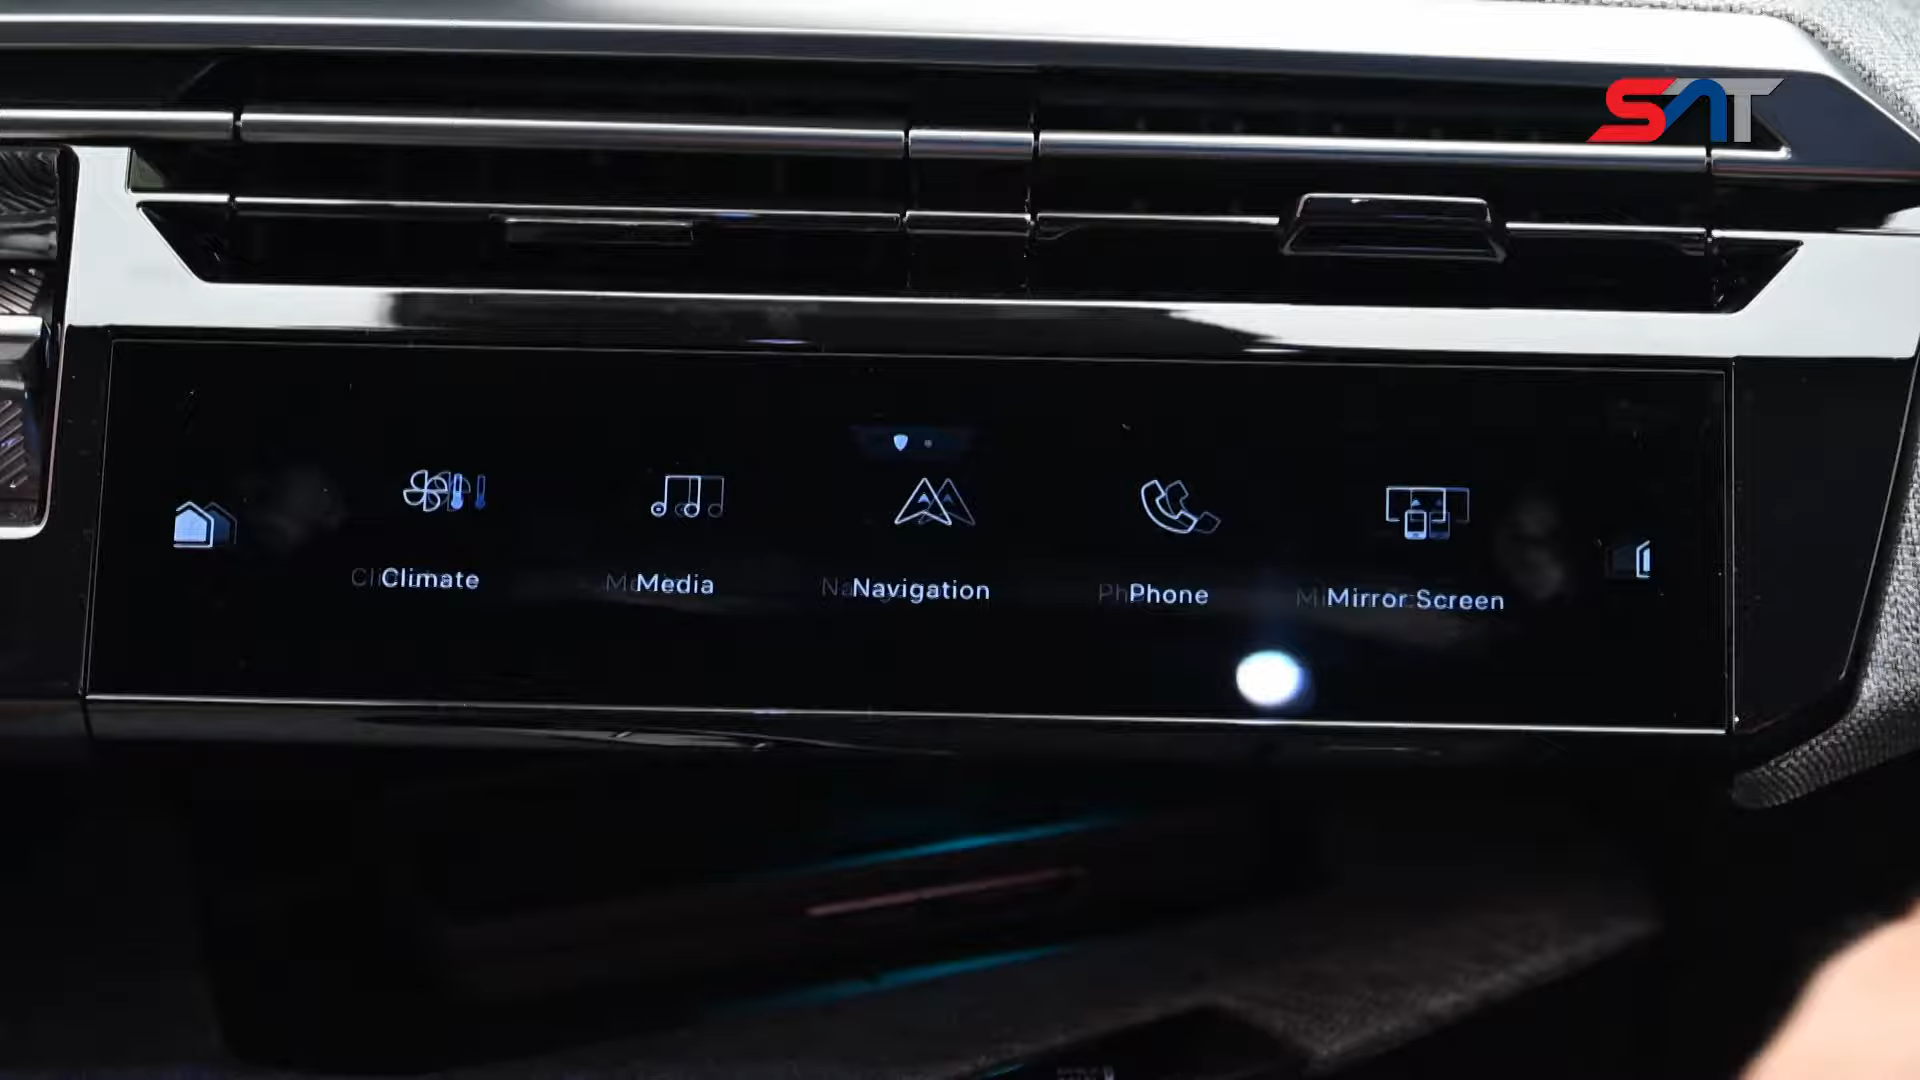 SAT
Climate
Media
Navigation
Phone
Mirror Screen